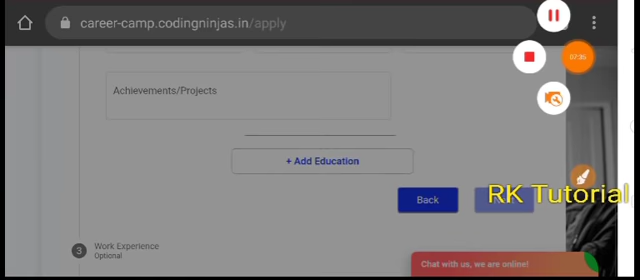 career-camp.codingninjas.in/apply
07:35
Achievements/Projects
+ Add Education
Back
RK Tutorial
3 Work Experience
Optional
Chat with us, we are online!